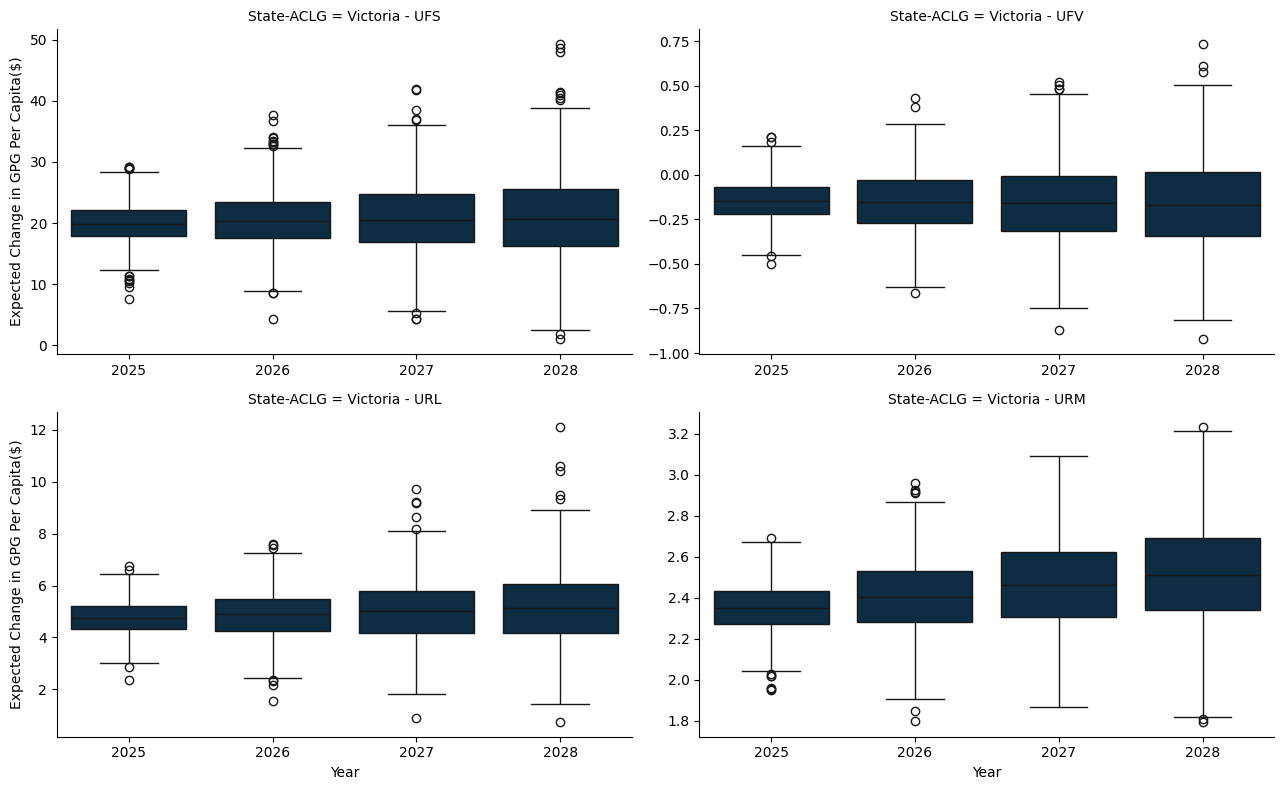 State-ACLG = Victoria - UFS
Expected Change in GPG Per Capita($)
50
40
30
20
10
0
2025 2026 2027 2028
State-ACLG = Victoria - UFV
0.75
0.50
0.25
0.00
−0.25
−0.50
−0.75
−1.00
2025 2026 2027 2028
State-ACLG = Victoria - URL
Expected Change in GPG Per Capita($)
12
10
8
6
4
2
2025 2026 2027 2028
Year
State-ACLG = Victoria - URM
3.2
3.0
2.8
2.6
2.4
2.2
2.0
1.8
2025 2026 2027 2028
Year